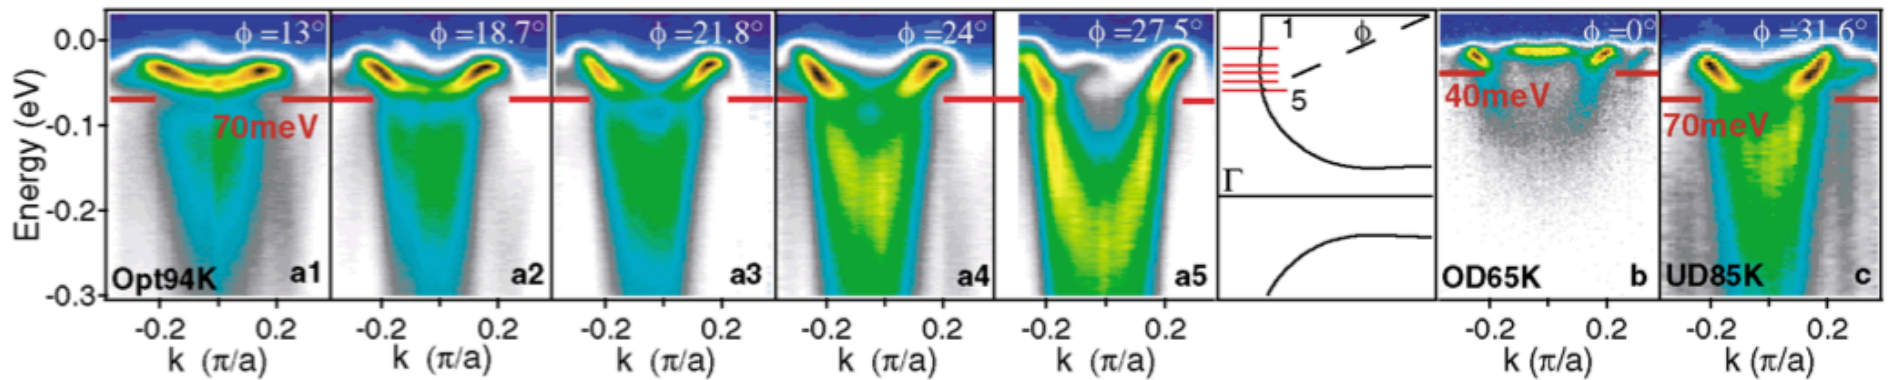 Energy (eV)
0.0
-0.1
-0.2
-0.3
ϕ =13°
70meV
Opt94K
a1
-0.2
0.2
k (π/a)
ϕ =18.7°
a2
-0.2
0.2
k (π/a)
ϕ =21.8°
a3
-0.2
0.2
k (π/a)
ϕ =24°
a4
-0.2
0.2
k (π/a)
ϕ =27.5°
a5
-0.2
0.2
k (π/a)
1
ϕ
5
Γ
ϕ =0°
40meV
OD65K
b
-0.2
0.2
k (π/a)
ϕ =31.6°
70meV
UD85K
c
-0.2
0.2
k (π/a)